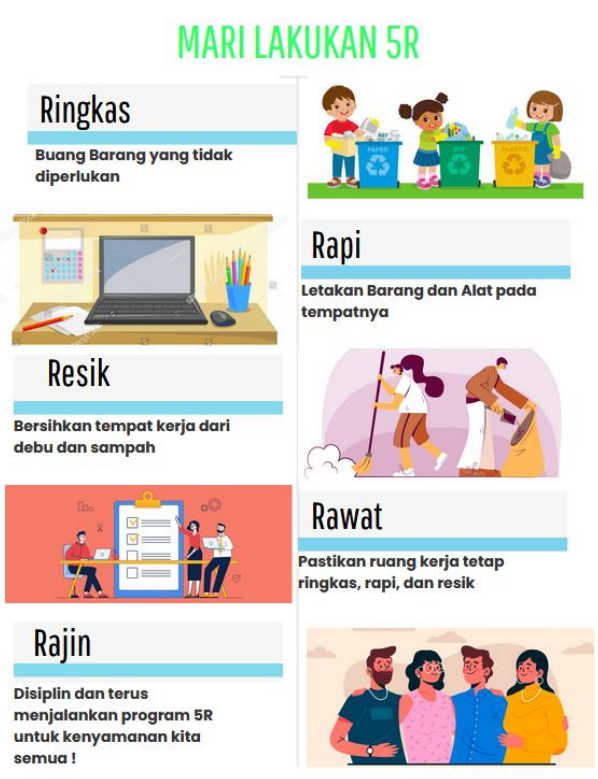 MARI LAKUKAN 5R
Ringkas
Buang Barang yang tidak
diperlukan
PAPER
PLASTIC
Rapi
Letakan Barang dan Alat pada
tempatnya
Resik
Bersihkan tempat kerja dari
debu dan sampah
Rawat
Pastikan ruang kerja tetap
ringkas, rapi, dan resik
Rajin
Disiplin dan terus
menjalankan program 5R
untuk kenyamanan kita
semua !